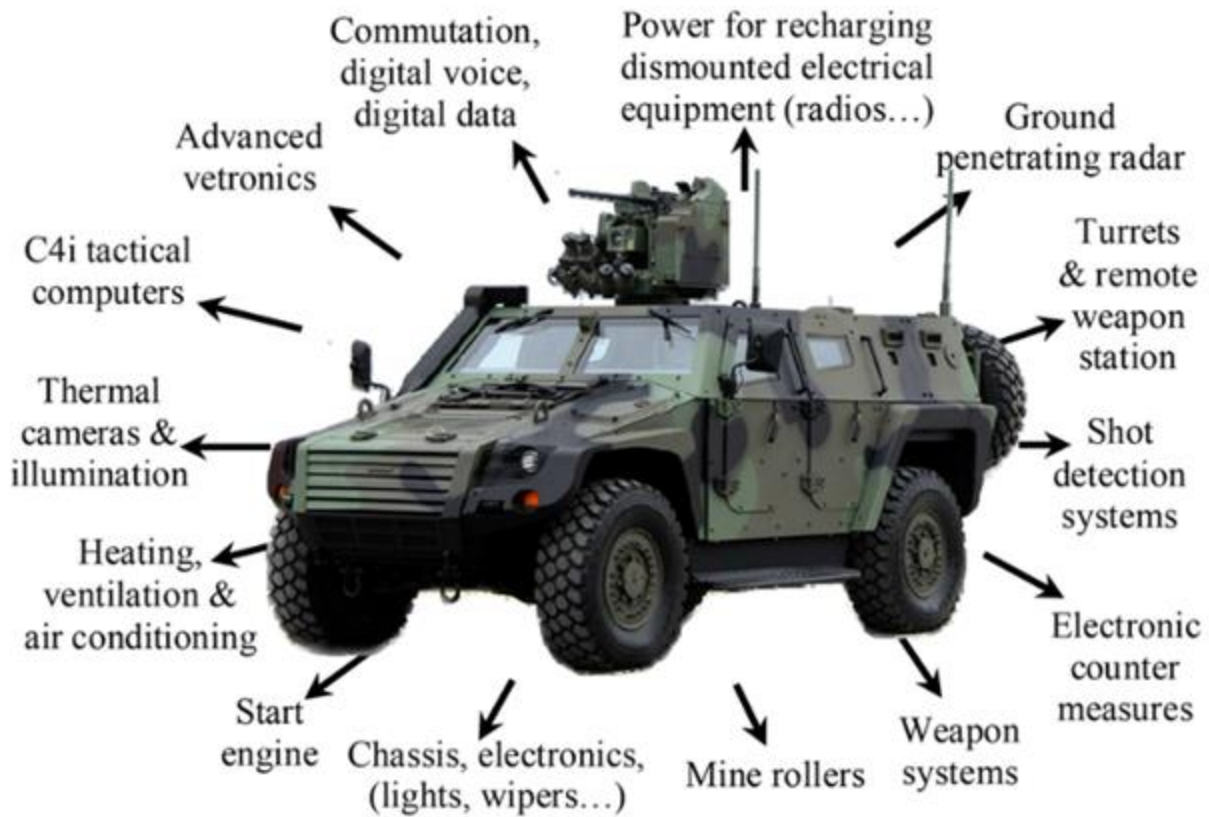 Commutation,
digital voice,
digital data
Power for recharging
dismounted electrical
equipment (radios…)
Ground
penetrating radar
Advanced
vetronics
Turrets
& remote
weapon
station
C4i tactical
computers
Thermal
cameras &
illumination
Shot
detection
systems
Heating,
ventilation &
air conditioning
Electronic
counter
measures
Start
engine
Chassis, electronics,
(lights, wipers…)
Mine rollers
Weapon
systems